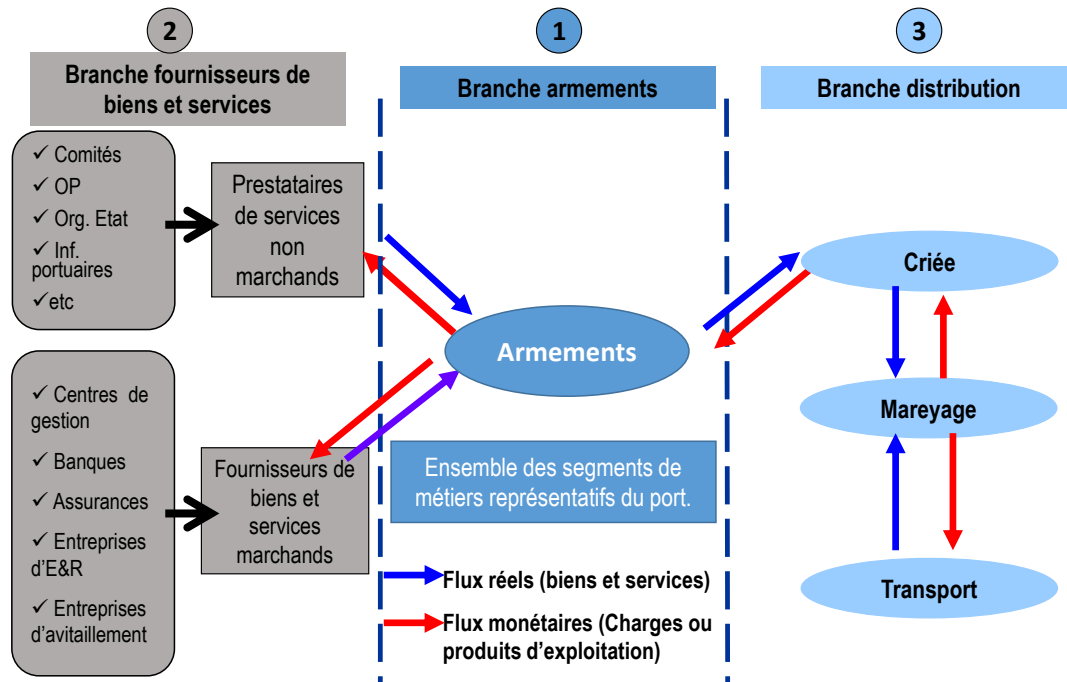 2
Branche fournisseurs de
biens et services
✓ Comités
✓ OP
✓ Org. Etat
✓ Inf.
portuaires
✓etc
Prestataires
de services
non
marchands
✓ Centres de
gestion
✓ Banques
✓ Assurances
✓ Entreprises
d’E&R
✓ Entreprises
d’avitaillement
Fournisseurs de
biens et
services
marchands
1
Branche armements
Armements
Ensemble des segments de
métiers représentatifs du port.
Flux réels (biens et services)
Flux monétaires (Charges ou
produits d’exploitation)
3
Branche distribution
Criée
Mareyage
Transport